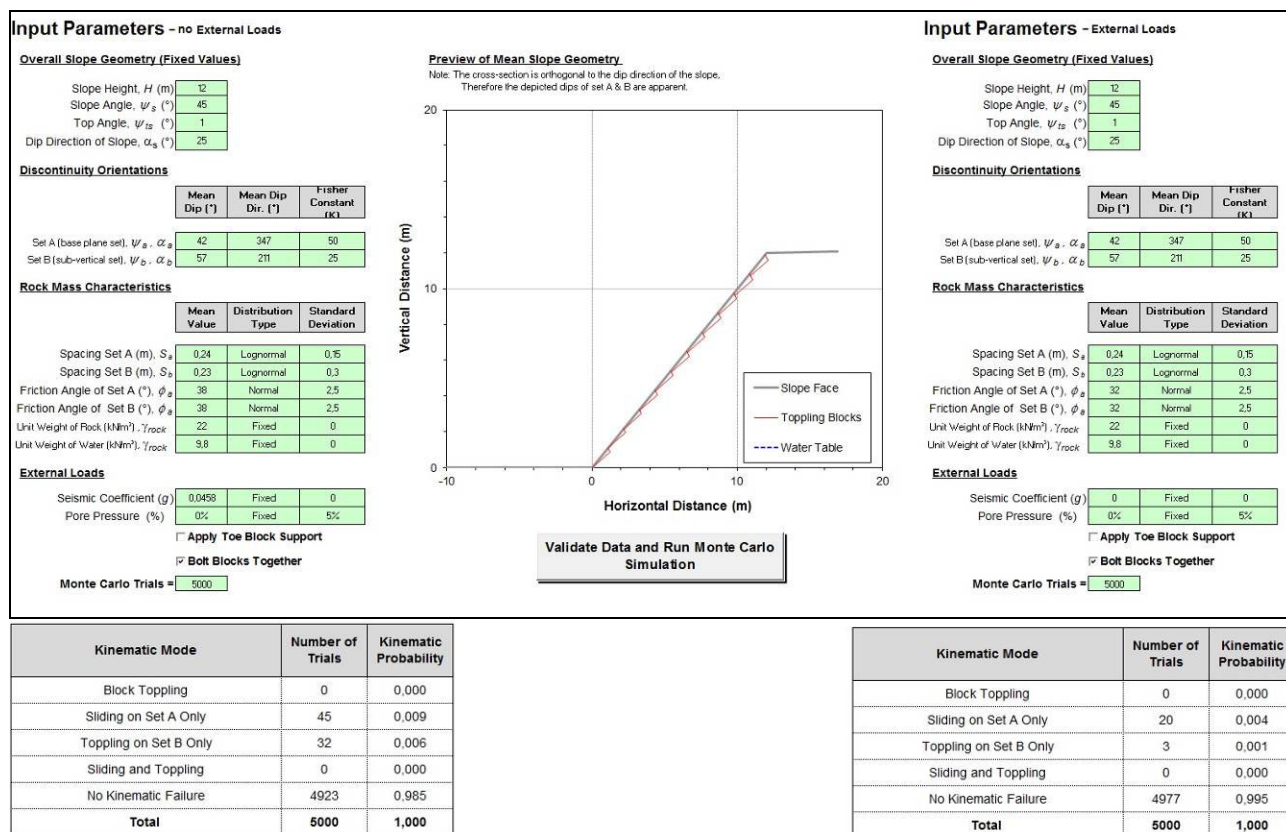 Input Parameters – no External Loads
Overall Slope Geometry (Fixed Values)
Slope Height, H (m) 12
Slope Angle, ψs (°) 45
Top Angle, ψts (°) 1
Dip Direction of Slope, αs (°) 25
Discontinuity Orientations
Mean Dip (°) Mean Dip Dir. (°) Fisher Constant (K)
Set A (base plane set), ψa, αa 42 347 50
Set B (sub-vertical set), ψb, αb 57 211 25
Rock Mass Characteristics
Mean Value Distribution Type Standard Deviation
Spacing Set A (m), Sa 0,24 Lognormal 0,15
Spacing Set B (m), Sb 0,23 Lognormal 0,3
Friction Angle of Set A (°), ϕa 38 Normal 2,5
Friction Angle of Set B (°), ϕa 38 Normal 2,5
Unit Weight of Rock (kN/m³), γrock 22 Fixed 0
Unit Weight of Water (kN/m³), γrock 9,8 Fixed 0
External Loads
Seismic Coefficient (g) 0,0458 Fixed 0
Pore Pressure (%) 0% Fixed 5%
Apply Toe Block Support
Bolt Blocks Together
Monte Carlo Trials = 5000
Preview of Mean Slope Geometry
Note: The cross-section is orthogonal to the dip direction of the slope,
Therefore the depicted dips of set A & B are apparent.
20
10
0
Vertical Distance (m)
-10 0 10 20
Horizontal Distance (m)
Slope Face
Toppling Blocks
Water Table
Validate Data and Run Monte Carlo
Simulation
Input Parameters – External Loads
Overall Slope Geometry (Fixed Values)
Slope Height, H (m) 12
Slope Angle, ψs (°) 45
Top Angle, ψts (°) 1
Dip Direction of Slope, αs (°) 25
Discontinuity Orientations
Mean Dip (°) Mean Dip Dir. (°) Fisher Constant (K)
Set A (base plane set), ψa, αa 42 347 50
Set B (sub-vertical set), ψb, αb 57 211 25
Rock Mass Characteristics
Mean Value Distribution Type Standard Deviation
Spacing Set A (m), Sa 0,24 Lognormal 0,15
Spacing Set B (m), Sb 0,23 Lognormal 0,3
Friction Angle of Set A (°), ϕa 32 Normal 2,5
Friction Angle of Set B (°), ϕa 32 Normal 2,5
Unit Weight of Rock (kN/m³), γrock 22 Fixed 0
Unit Weight of Water (kN/m³), γrock 9,8 Fixed 0
External Loads
Seismic Coefficient (g) 0 Fixed 0
Pore Pressure (%) 0% Fixed 5%
Apply Toe Block Support
Bolt Blocks Together
Monte Carlo Trials = 5000
Kinematic Mode Number of Trials Kinematic Probability
Block Toppling 0 0,000
Sliding on Set A Only 45 0,009
Toppling on Set B Only 32 0,006
Sliding and Toppling 0 0,000
No Kinematic Failure 4923 0,985
Total 5000 1,000
Kinematic Mode Number of Trials Kinematic Probability
Block Toppling 0 0,000
Sliding on Set A Only 20 0,004
Toppling on Set B Only 3 0,001
Sliding and Toppling 0 0,000
No Kinematic Failure 4977 0,995
Total 5000 1,000